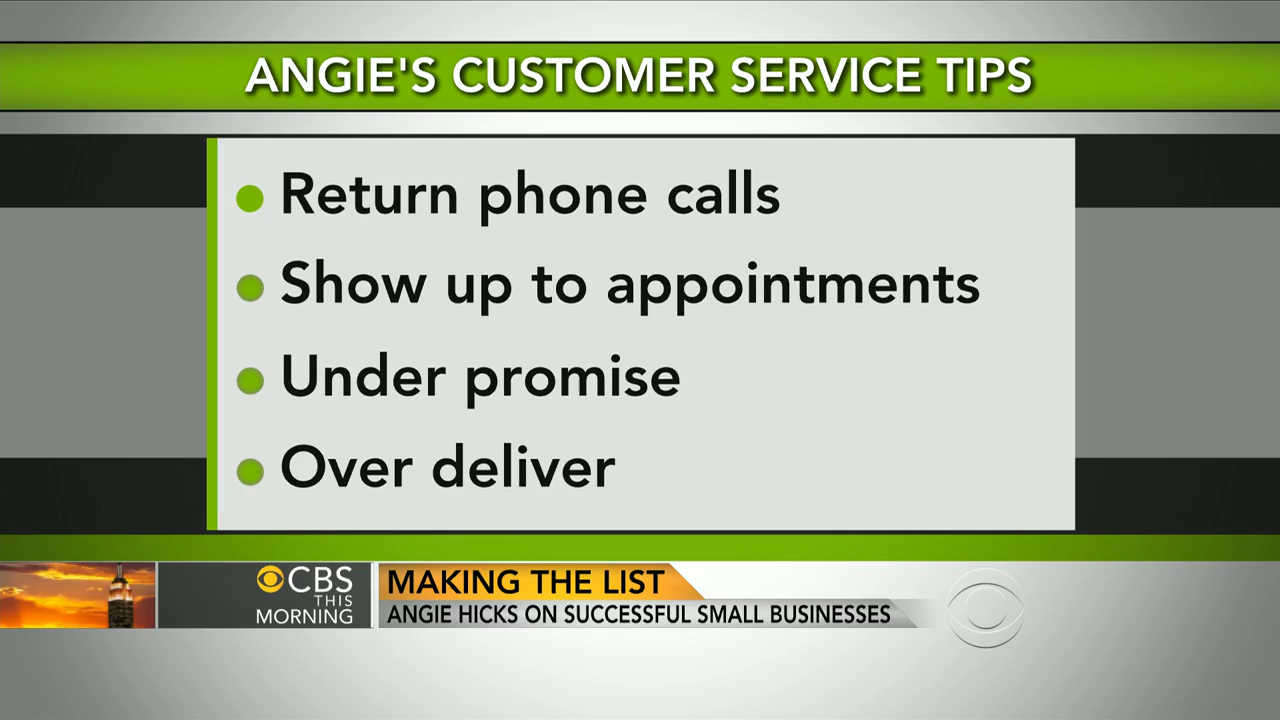 ANGIE'S CUSTOMER SERVICE TIPS
Return phone calls
Show up to appointments
Under promise
Over deliver
CBS
THIS
MORNING
MAKING THE LIST
ANGIE HICKS ON SUCCESSFUL SMALL BUSINESSES